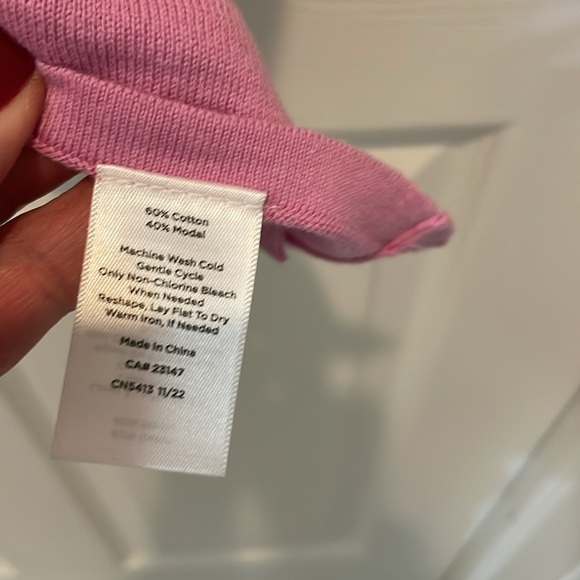 60% Cotton
40% Modal
Machine Wash Cold
Gentle Cycle
Only Non-Chlorine Bleach
When Needed
Reshape, Lay Flat To Dry
Warm Iron, If Needed
Made In China
CA# 23147
CN5413 11/22